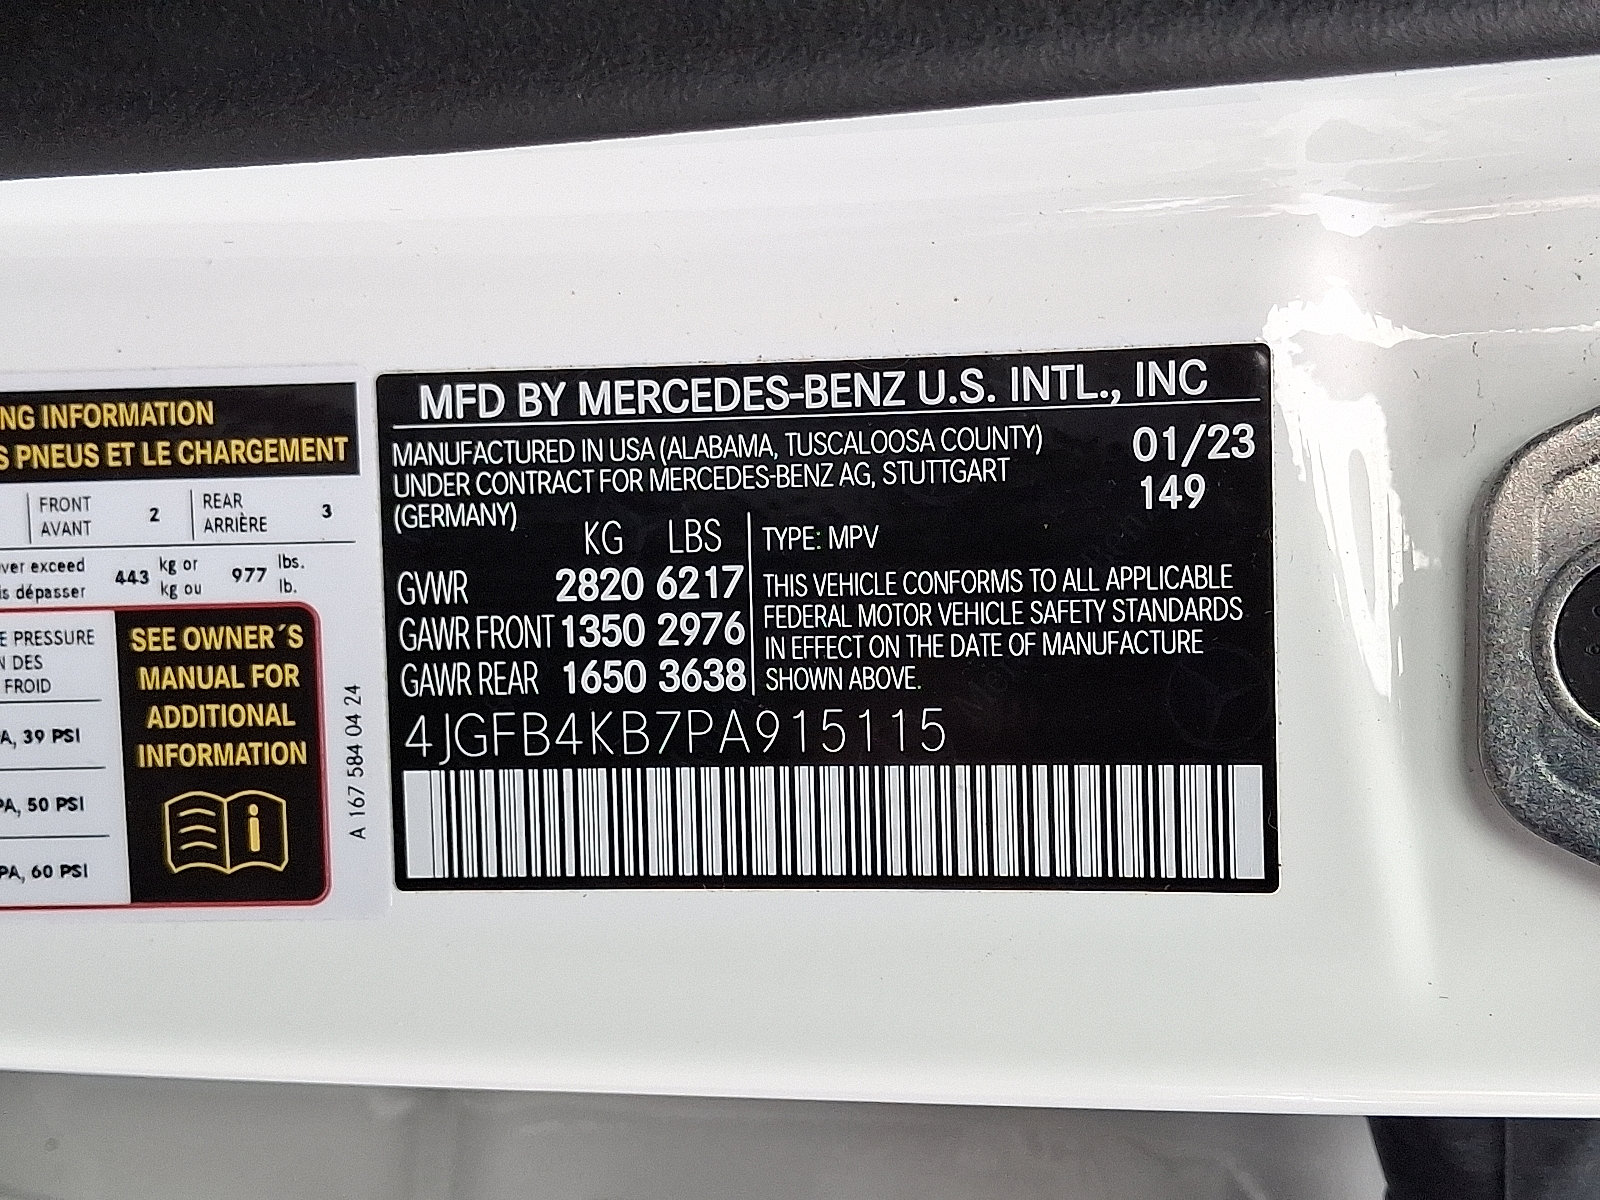 NG INFORMATION
S PNEUS ET LE CHARGEMENT
FRONT
AVANT
2
REAR
ARRIÈRE
3
ver exceed
is dépasser
443
kg or
kg ou
977
lbs.
lb.
E PRESSURE
N DES
FROID
A, 39 PSI
PA, 50 PSI
PA, 60 PSI
SEE OWNER´S
MANUAL FOR
ADDITIONAL
INFORMATION
i
A 167 584 04 24
MFD BY MERCEDES-BENZ U.S. INTL., INC
MANUFACTURED IN USA (ALABAMA, TUSCALOOSA COUNTY)
UNDER CONTRACT FOR MERCEDES-BENZ AG, STUTTGART
(GERMANY)
01/23
149
KG LBS
GVWR 2820 6217
GAWR FRONT 1350 2976
GAWR REAR 1650 3638
TYPE: MPV
THIS VEHICLE CONFORMS TO ALL APPLICABLE
FEDERAL MOTOR VEHICLE SAFETY STANDARDS
IN EFFECT ON THE DATE OF MANUFACTURE
SHOWN ABOVE.
4JGFB4KB7PA915115